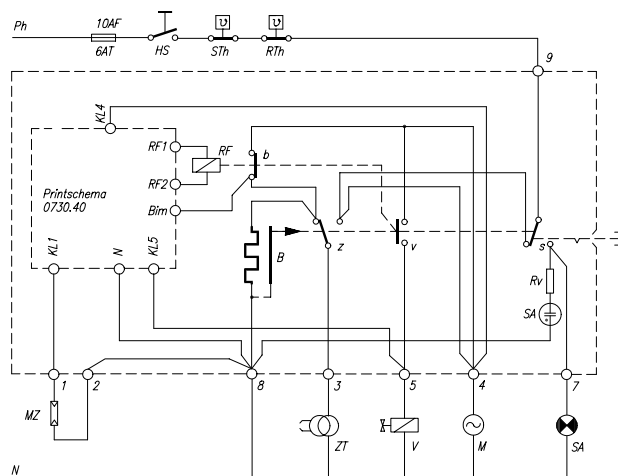 Ph
10AF
6AT
HS
STh
RTh
9
KL4
RF1
RF
b
RF2
Printschema
0730.40
Bim
KL1
N
KL5
B
z
v
s
Rv
SA
1
2
8
3
5
4
7
MZ
ZT
V
M
SA
N